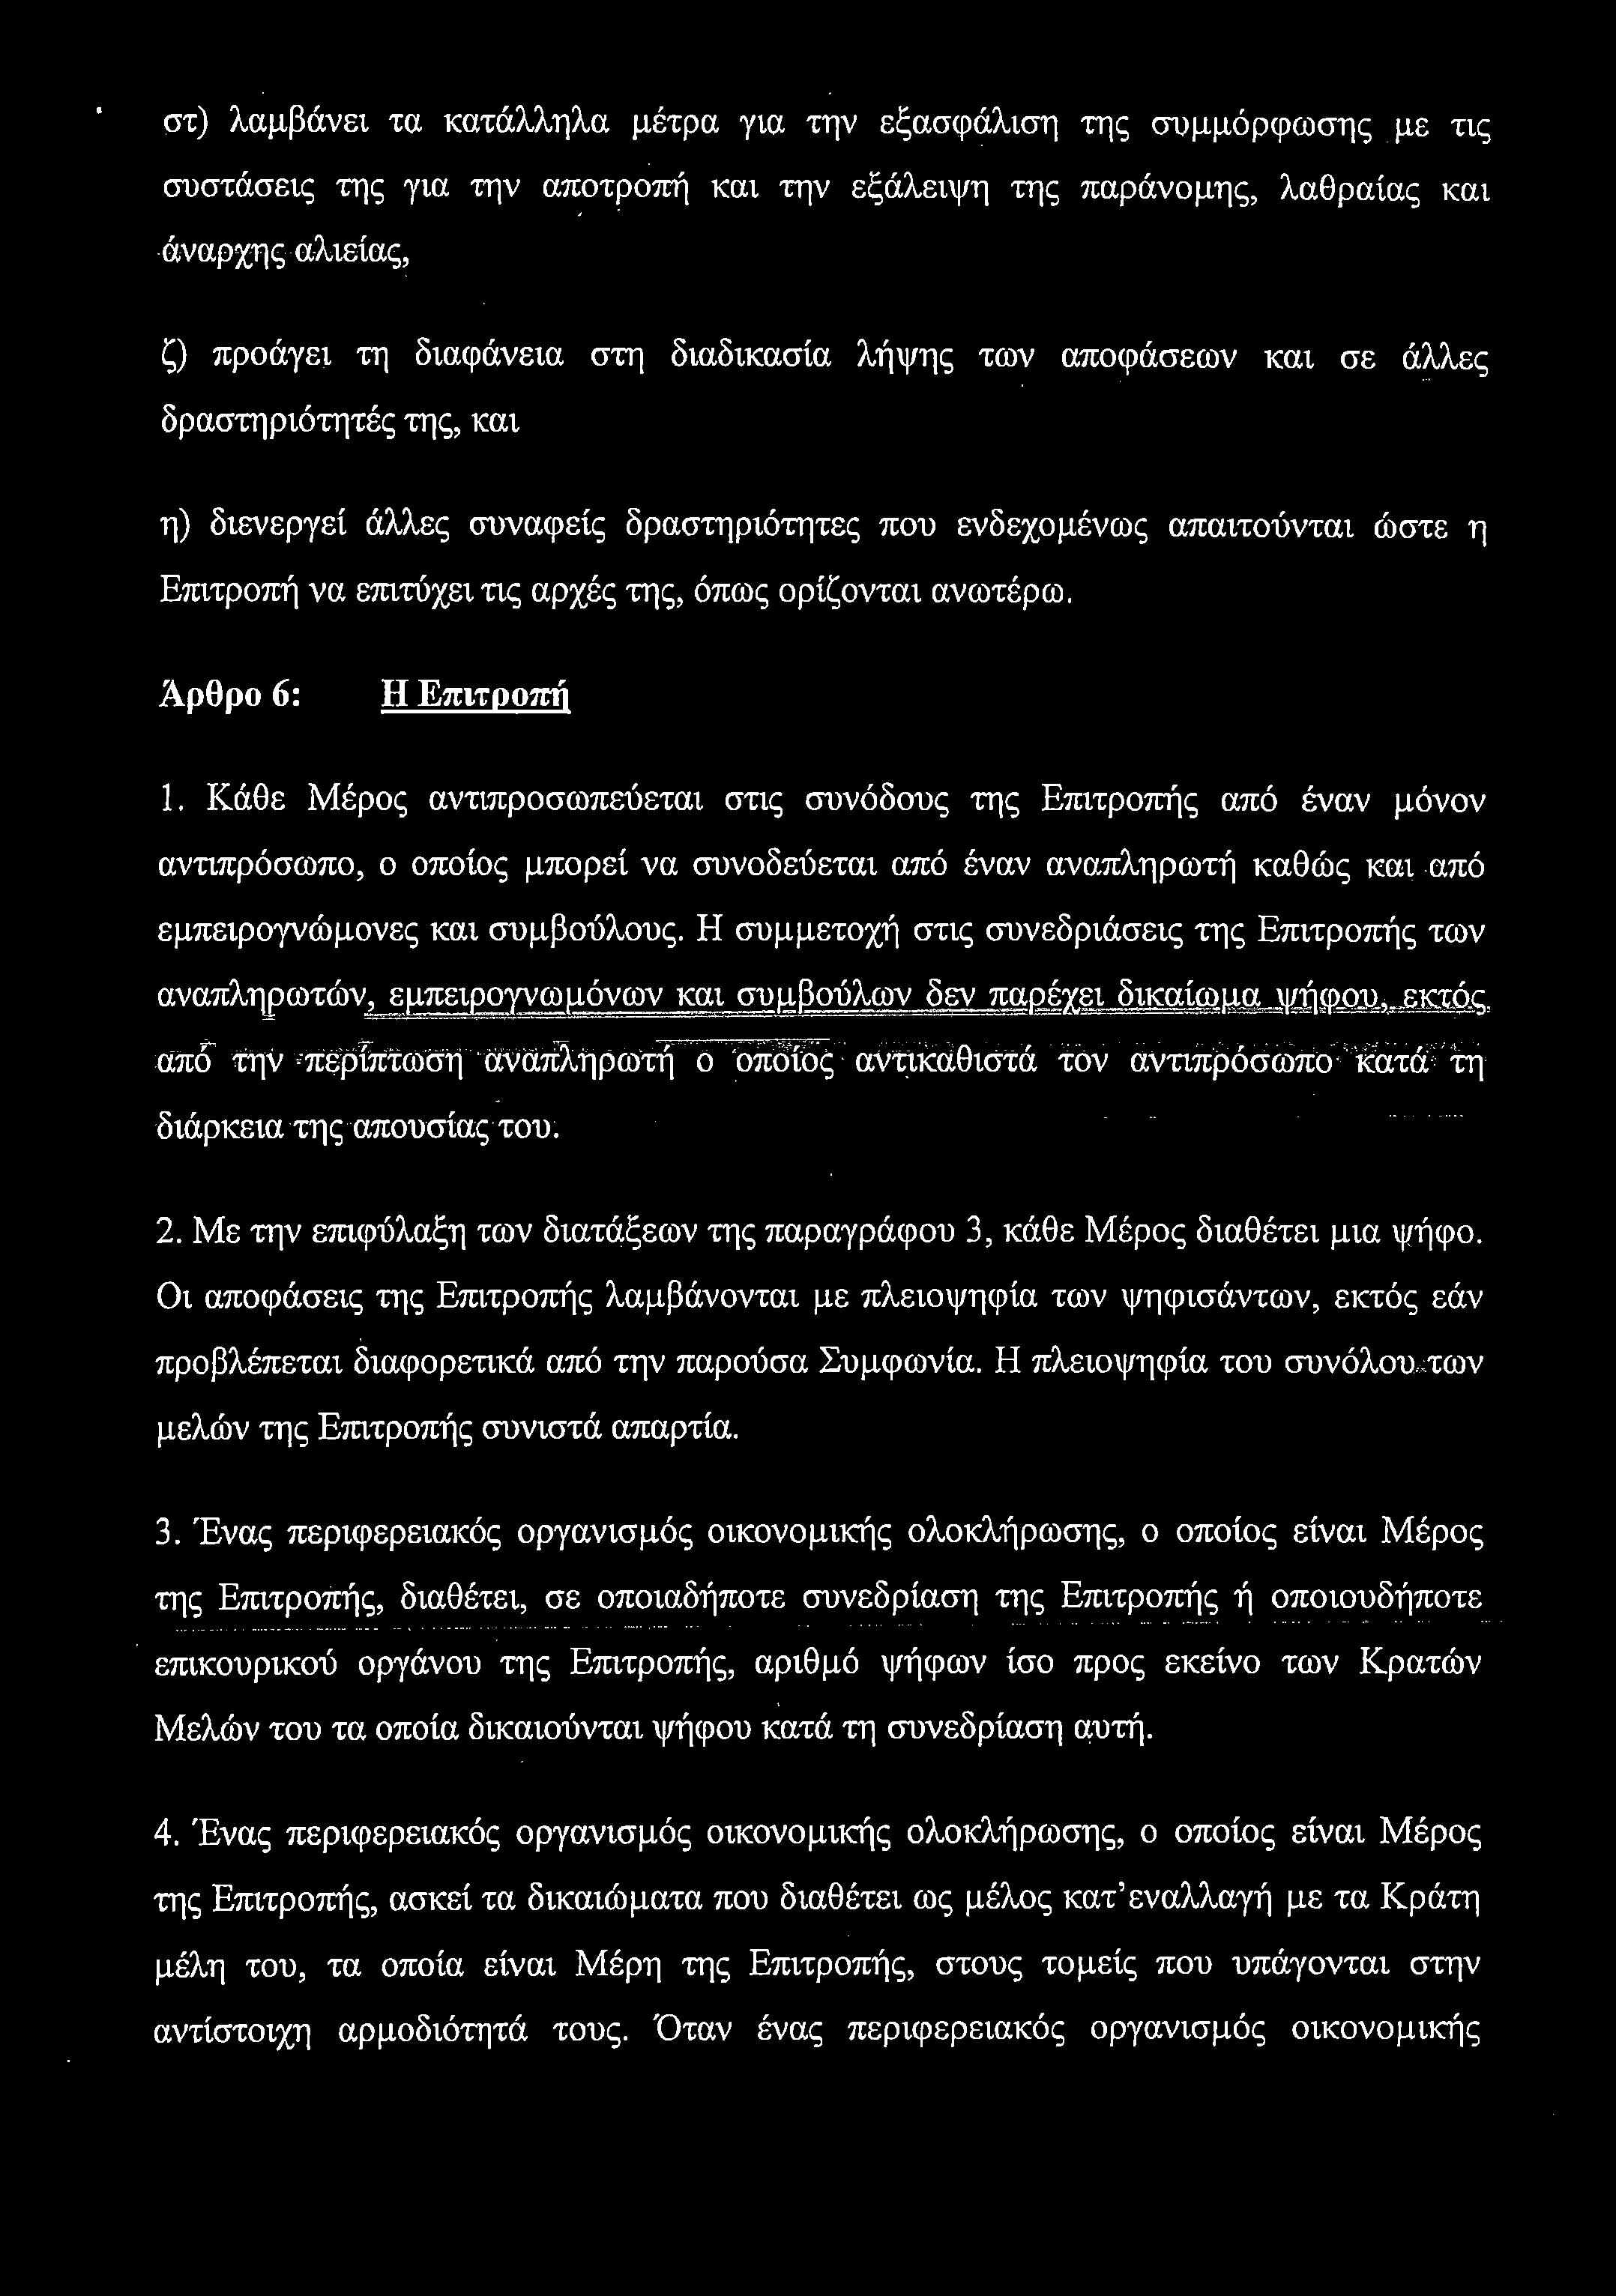 στ) λαμβάνει τα κατάλληλα μέτρα για την εξασφάλιση της συμμόρφωσης με τις
συστάσεις της για την αποτροπή και την εξάλειψη της παράνομης, λαθραίας και
άναρχης αλιείας,
ζ) προάγει τη διαφάνεια στη διαδικασία λήψης των αποφάσεων και σε άλλες
δραστηριότητές της, και
η) διενεργεί άλλες συναφείς δραστηριότητες που ενδεχομένως απαιτούνται ώστε η
Επιτροπή να επιτύχει τις αρχές της, όπως ορίζονται ανωτέρω.
Άρθρο 6: Η Επιτροπή
1. Κάθε Μέρος αντιπροσωπεύεται στις συνόδους της Επιτροπής από έναν μόνον
αντιπρόσωπο, ο οποίος μπορεί να συνοδεύεται από έναν αναπληρωτή καθώς και από
εμπειρογνώμονες και συμβούλους. Η συμμετοχή στις συνεδριάσεις της Επιτροπής των
αναπληρωτών, εμπειρογνωμόνων και συμβούλων δεν παρέχει δικαίωμα ψήφου, εκτός
από την περίπτωση αναπληρωτή ο οποίος αντικαθιστά τον αντιπρόσωπο κατά τη
διάρκεια της απουσίας του.
2. Με την επιφύλαξη των διατάξεων της παραγράφου 3, κάθε Μέρος διαθέτει μια ψήφο.
Οι αποφάσεις της Επιτροπής λαμβάνονται με πλειοψηφία των ψηφισάντων, εκτός εάν
προβλέπεται διαφορετικά από την παρούσα Συμφωνία. Η πλειοψηφία του συνόλου των
μελών της Επιτροπής συνιστά απαρτία.
3. Ένας περιφερειακός οργανισμός οικονομικής ολοκλήρωσης, ο οποίος είναι Μέρος
της Επιτροπής, διαθέτει, σε οποιαδήποτε συνεδρίαση της Επιτροπής ή οποιουδήποτε
επικουρικού οργάνου της Επιτροπής, αριθμό ψήφων ίσο προς εκείνο των Κρατών
Μελών του τα οποία δικαιούνται ψήφου κατά τη συνεδρίαση αυτή.
4. Ένας περιφερειακός οργανισμός οικονομικής ολοκλήρωσης, ο οποίος είναι Μέρος
της Επιτροπής, ασκεί τα δικαιώματα που διαθέτει ως μέλος κατ’εναλλαγή με τα Κράτη
μέλη του, τα οποία είναι Μέρη της Επιτροπής, στους τομείς που υπάγονται στην
αντίστοιχη αρμοδιότητά τους. Όταν ένας περιφερειακός οργανισμός οικονομικής